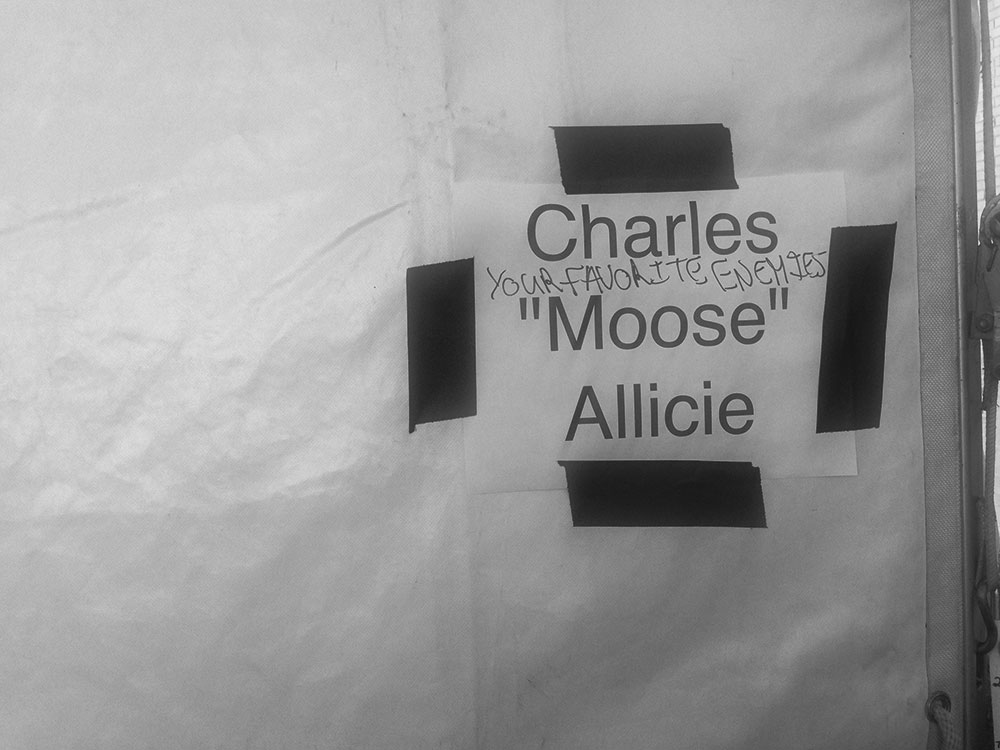 Charles
YOUR FAVORITE ENEMIES
"Moose"
Allicie